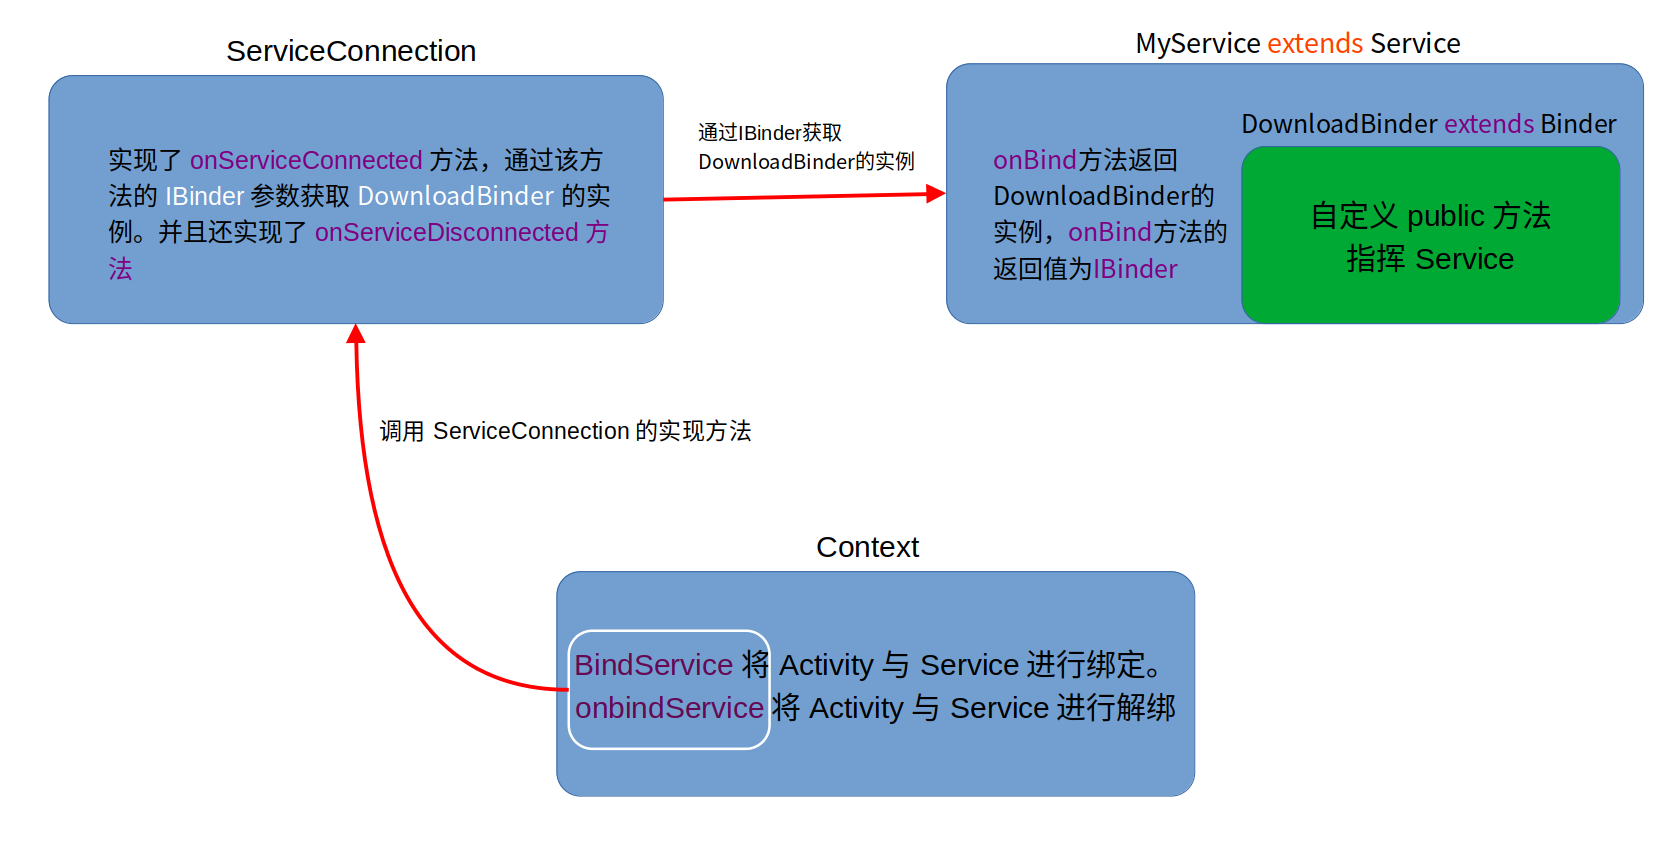 ServiceConnection
实现了 onServiceConnected 方法，通过该方
法的 IBinder 参数获取 DownloadBinder 的实
例。并且还实现了 onServiceDisconnected 方
法
通过IBinder获取
DownloadBinder的实例
MyService extends Service
onBind方法返回
DownloadBinder的
实例，onBind方法的
返回值为IBinder
DownloadBinder extends Binder
自定义 public 方法
指挥 Service
调用 ServiceConnection 的实现方法
Context
BindService 将 Activity 与 Service 进行绑定。
onbindService 将 Activity 与 Service 进行解绑